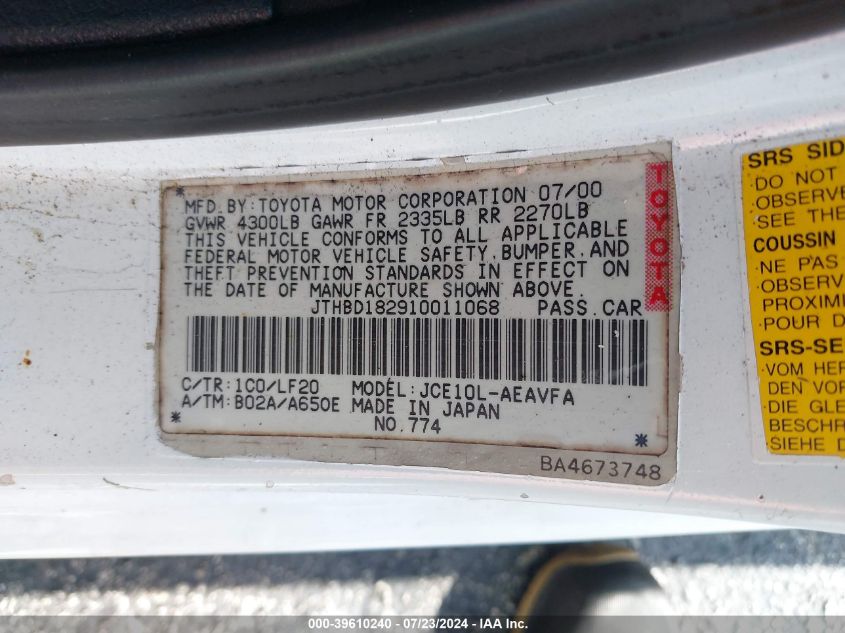 * MFD. BY: TOYOTA MOTOR CORPORATION 07/00
GVWR 4300LB GAWR FR 2335LB RR 2270LB
THIS VEHICLE CONFORMS TO ALL APPLICABLE
FEDERAL MOTOR VEHICLE SAFETY, BUMPER, AND
THEFT PREVENTION STANDARDS IN EFFECT ON
THE DATE OF MANUFACTURE SHOWN ABOVE.
JTHBD182910011068 PASS. CAR
C/TR: 1C0/LF20 MODEL: JCE10L-AEAVFA
A/TM: B02A/A650E MADE IN JAPAN
* NO. 774 *
BA4673748
TOYOTA
SRS SID
DO NOT
OBSERVE
SEE THE
COUSSIN
NE PAS
OBSERV
PROXIMI
POUR D
SRS-SE
VOM HER
DEN VOR
DIE GLE
BESCHR
SIEHE D
000-39610240 - 07/23/2024 - IAA Inc.